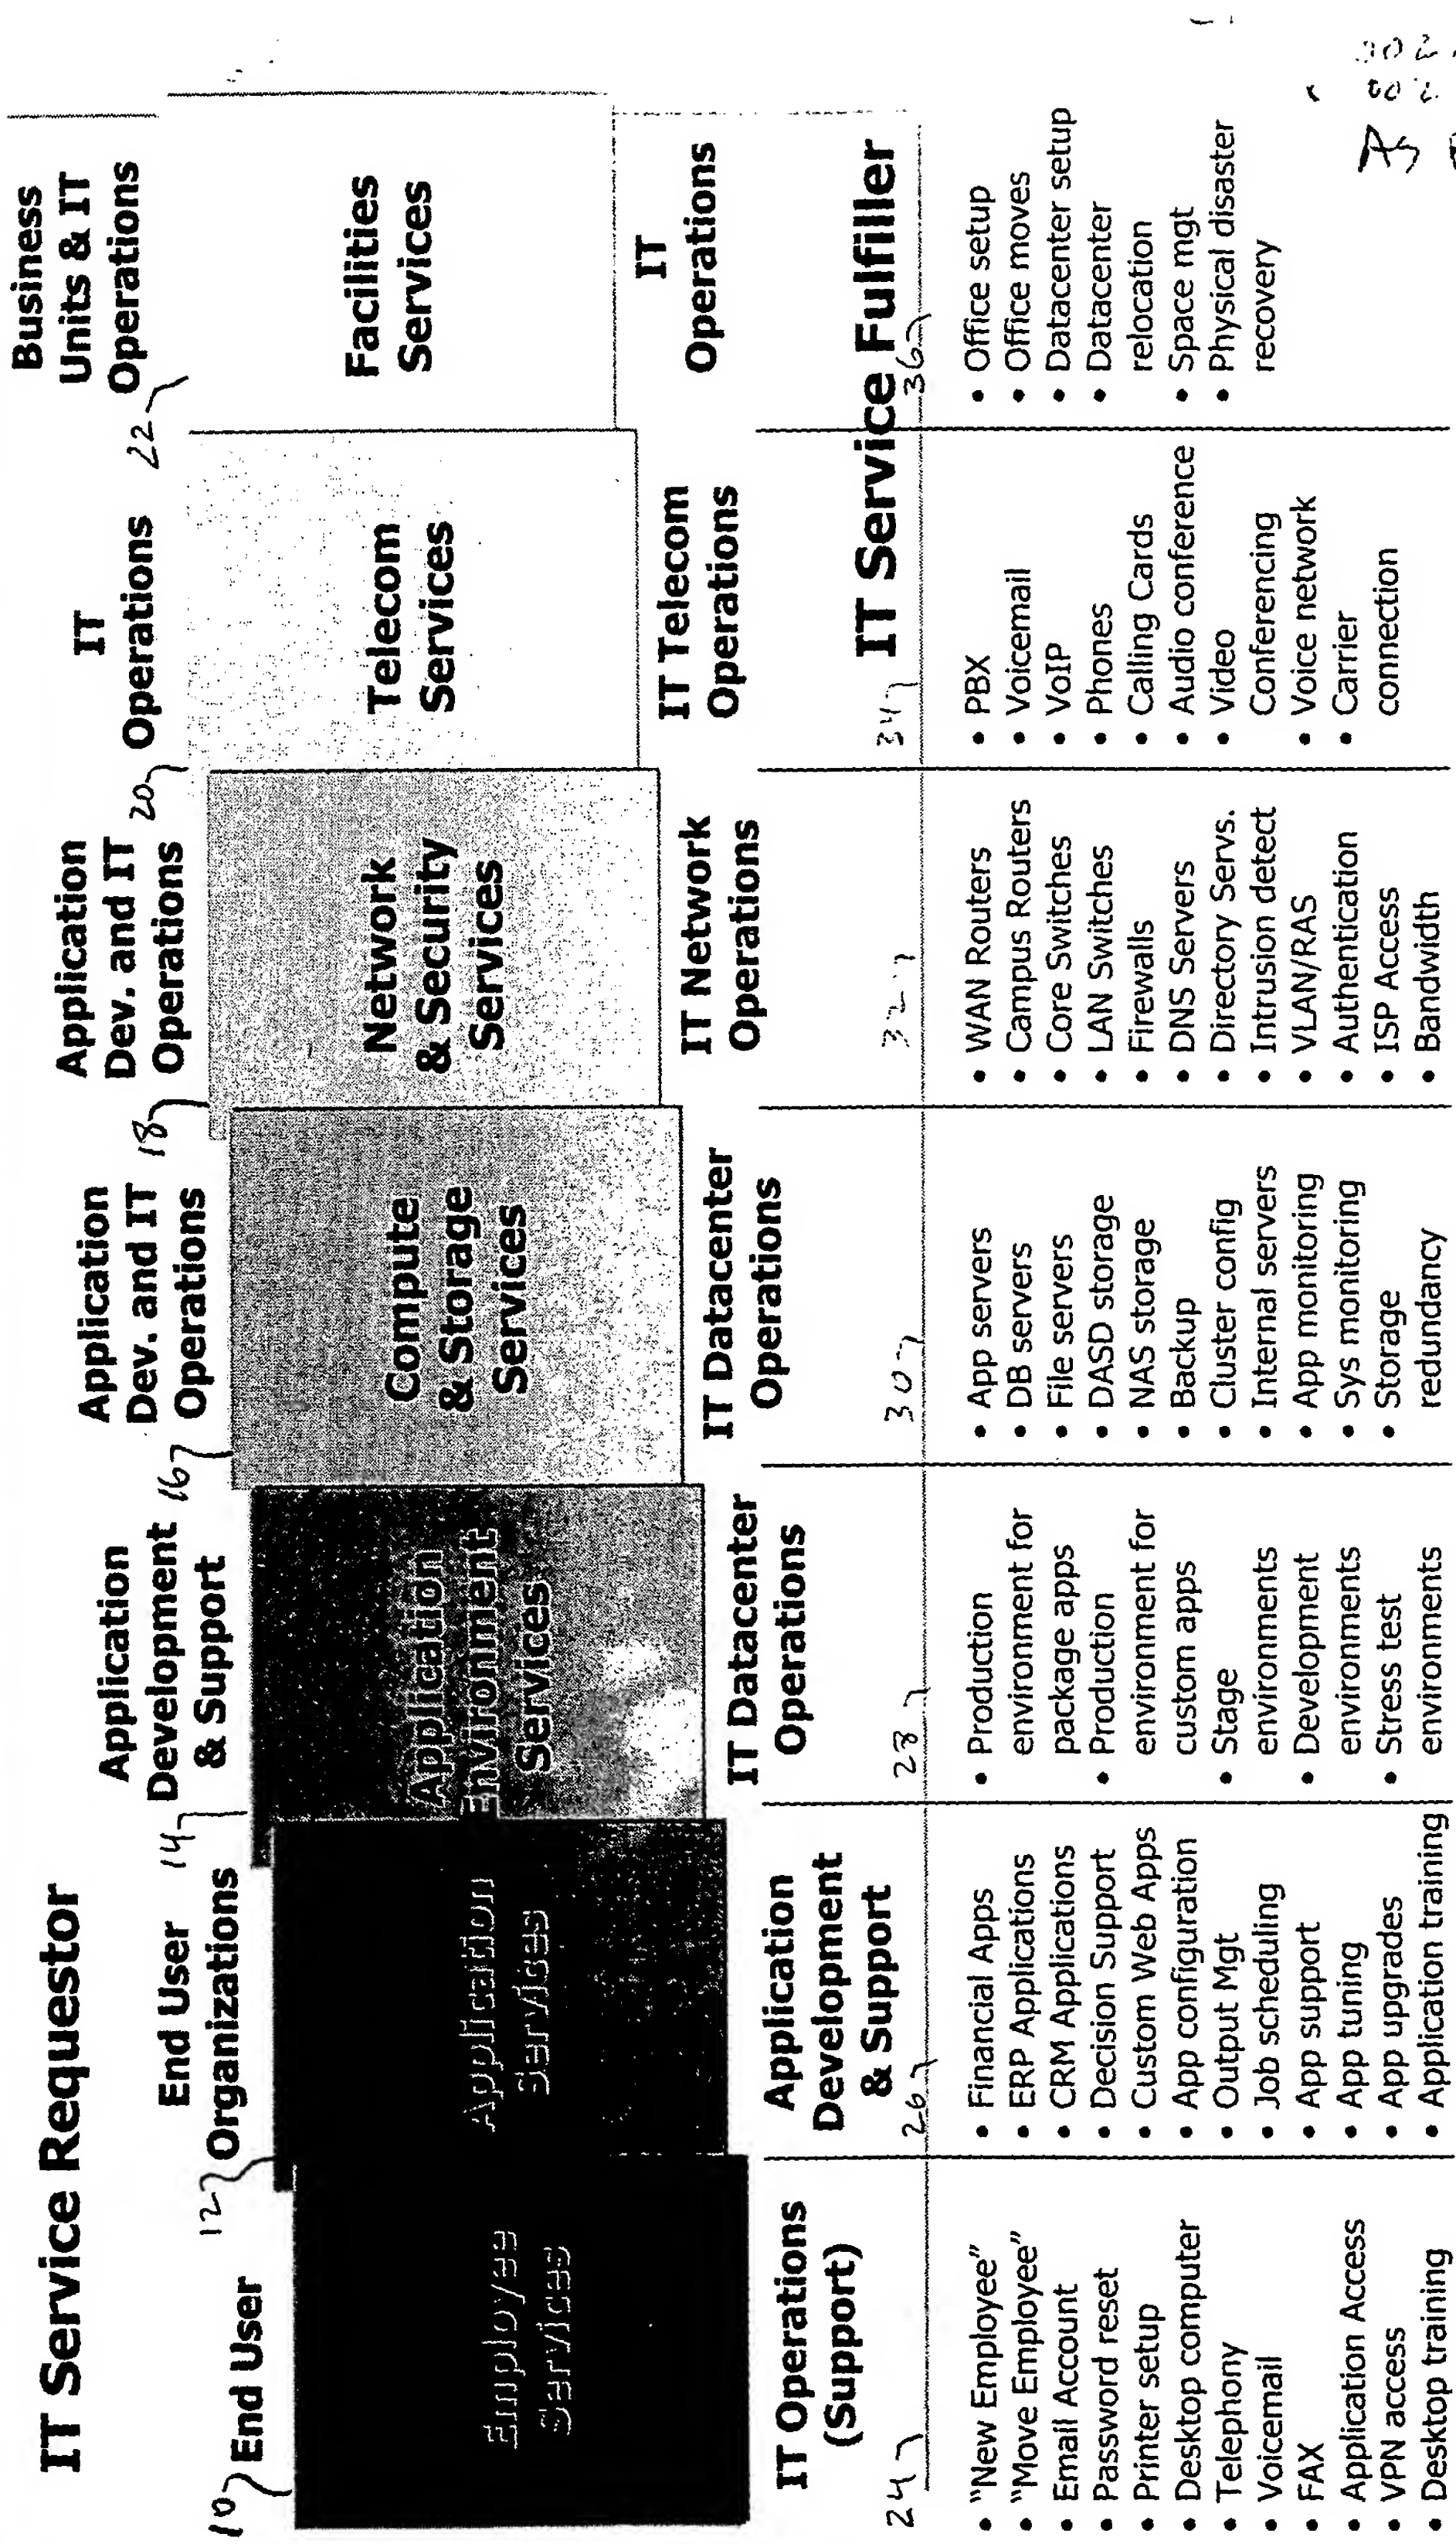 IT Service Requestor
10
End User
12
End User
Organizations
14
Application
Development
& Support
16
Application
Dev. and IT
Operations
18
Application
Dev. and IT
Operations
20
IT
Operations
22
Business
Units & IT
Operations
Employee
Services
Application
Services
Application
Environment
Services
Compute
& Storage
Services
Network
& Security
Services
Telecom
Services
Facilities
Services
IT Operations
(Support)
Application
Development
& Support
IT Datacenter
Operations
IT Datacenter
Operations
IT Network
Operations
IT Telecom
Operations
IT
Operations
IT Service Fulfiller
24
• "New Employee"
• "Move Employee"
• Email Account
• Password reset
• Printer setup
• Desktop computer
• Telephony
• Voicemail
• FAX
• Application Access
• VPN access
• Desktop training
26
• Financial Apps
• ERP Applications
• CRM Applications
• Decision Support
• Custom Web Apps
• App configuration
• Output Mgt
• Job scheduling
• App support
• App tuning
• App upgrades
• Application training
28
• Production
environment for
package apps
• Production
environment for
custom apps
• Stage
environments
• Development
environments
• Stress test
environments
30
• App servers
• DB servers
• File servers
• DASD storage
• NAS storage
• Backup
• Cluster config
• Internal servers
• App monitoring
• Sys monitoring
• Storage
redundancy
32
• WAN Routers
• Campus Routers
• Core Switches
• LAN Switches
• Firewalls
• DNS Servers
• Directory Servs.
• Intrusion detect
• VLAN/RAS
• Authentication
• ISP Access
• Bandwidth
34
• PBX
• Voicemail
• VoIP
• Phones
• Calling Cards
• Audio conference
• Video
Conferencing
• Voice network
• Carrier
connection
36
• Office setup
• Office moves
• Datacenter setup
• Datacenter
relocation
• Space mgt
• Physical disaster
recovery